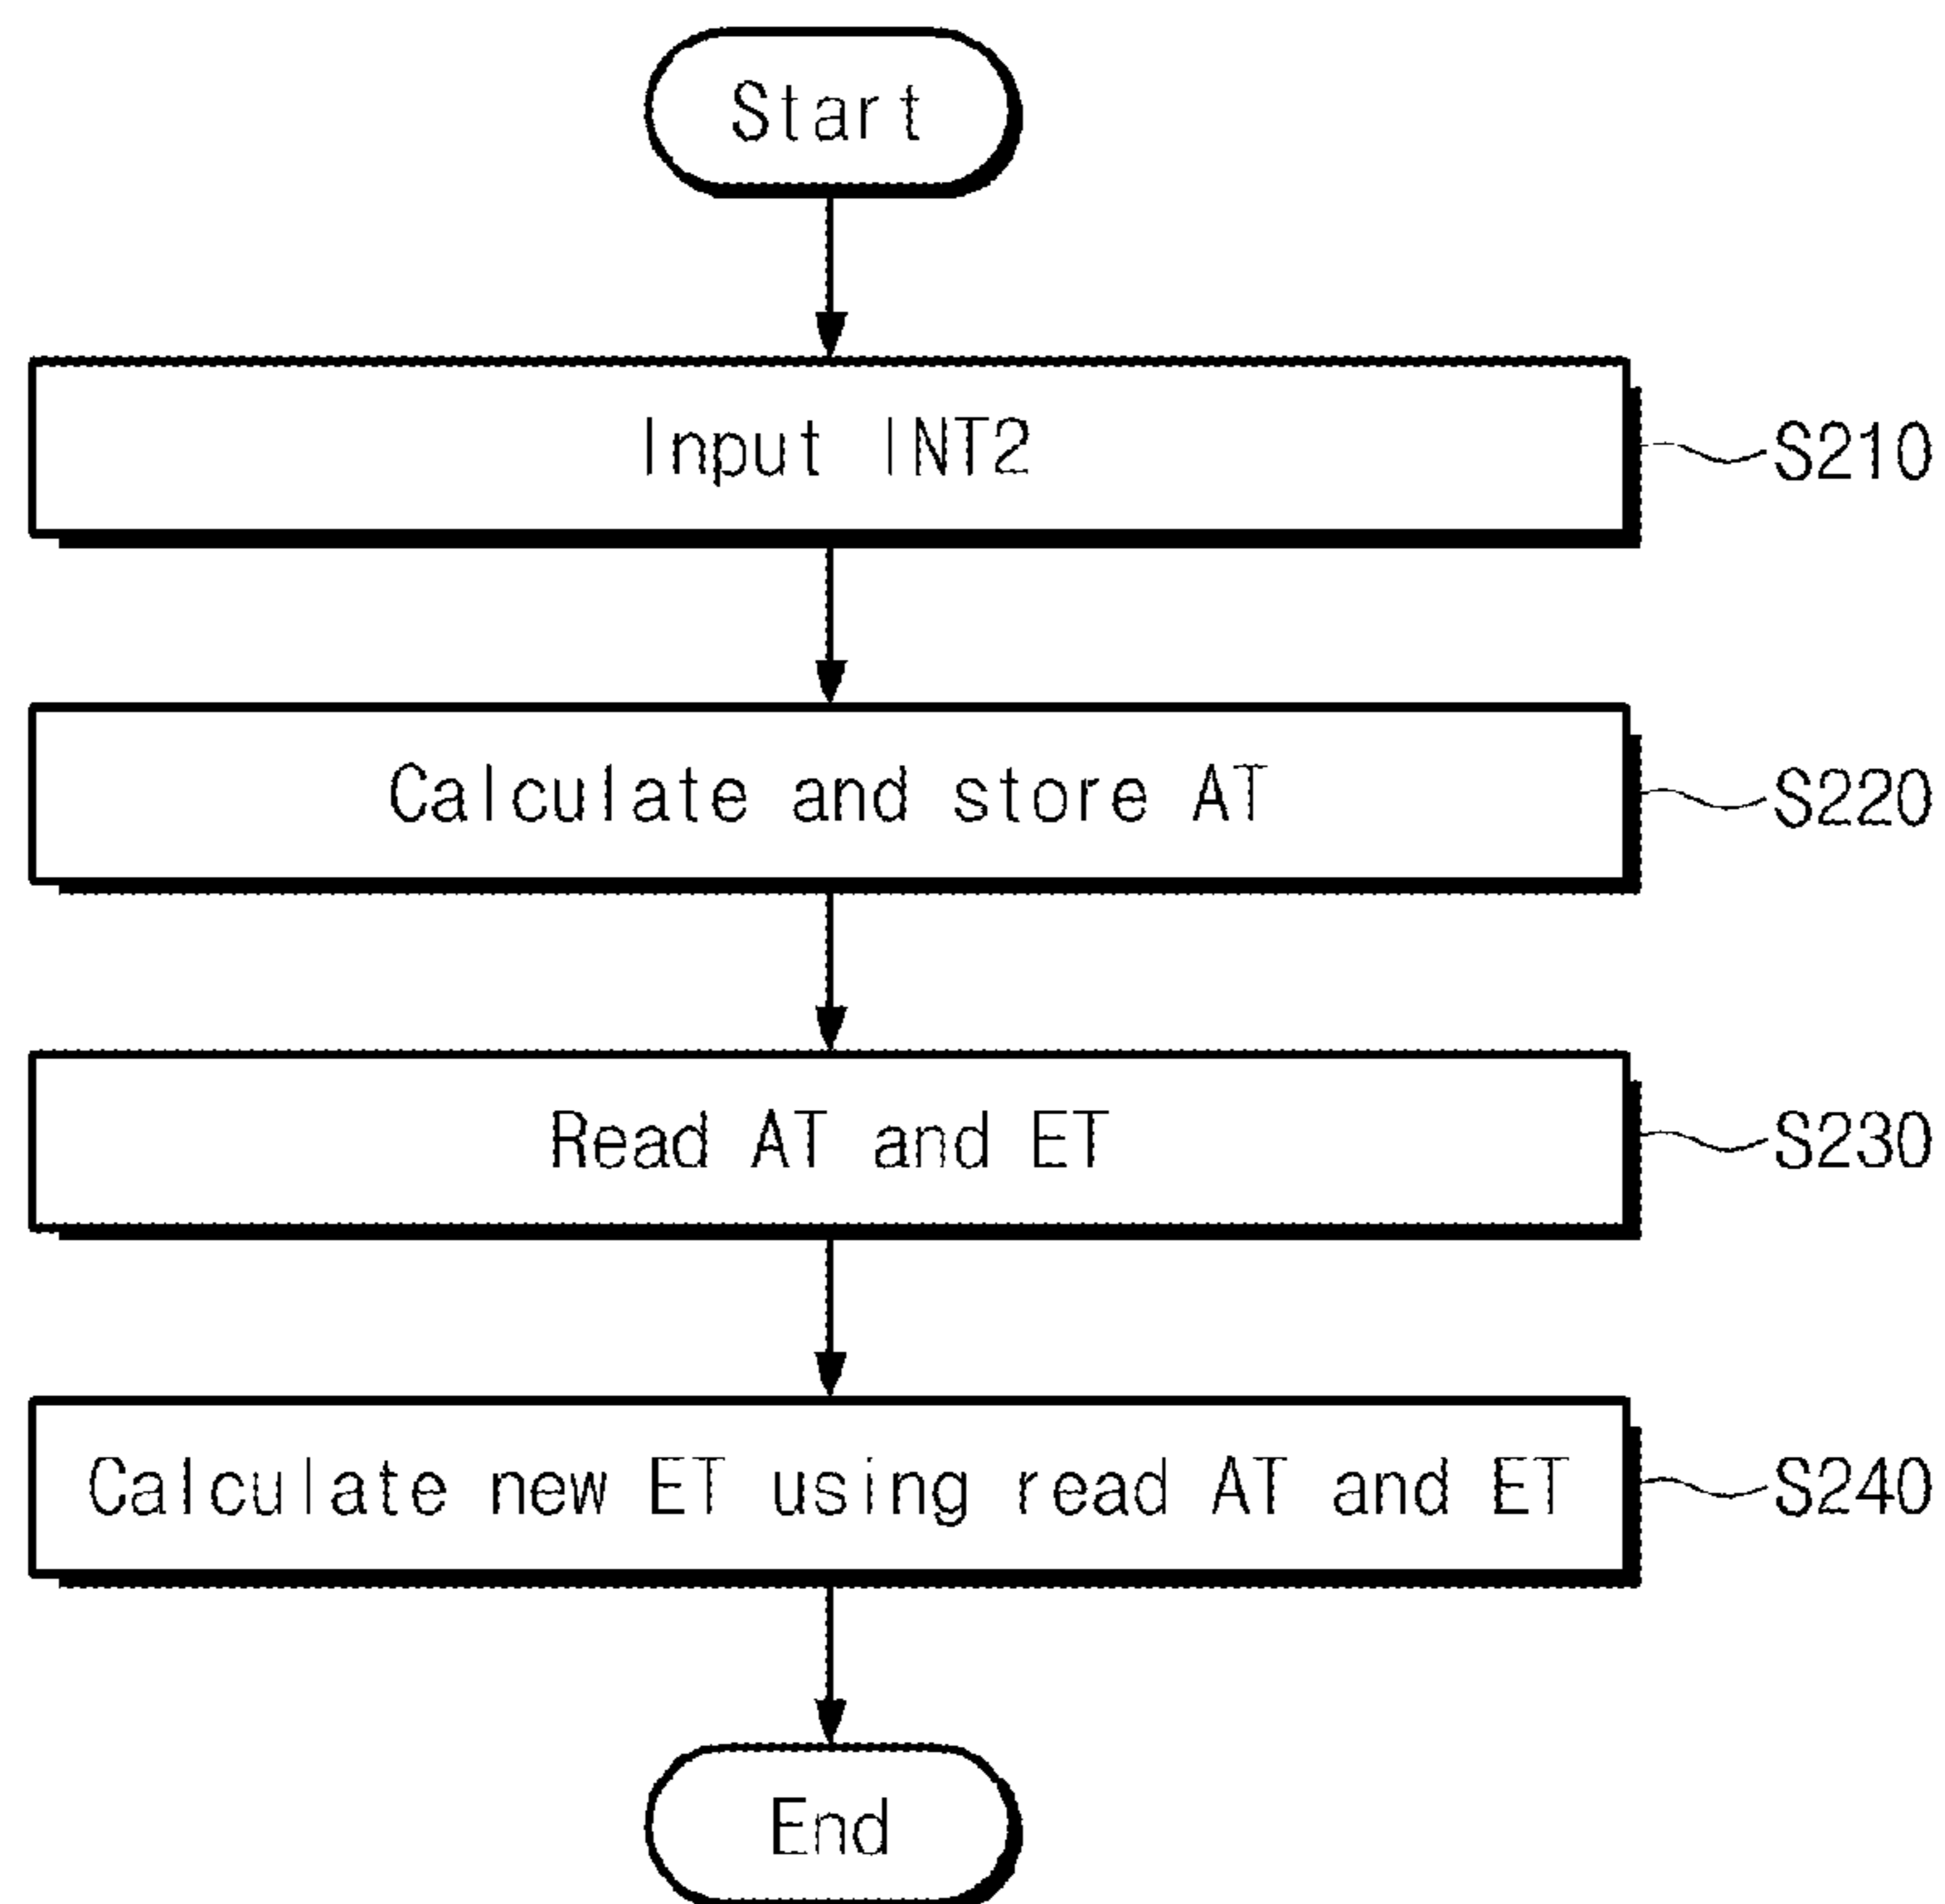 Start
Input INT2
S210
Calculate and store AT
S220
Read AT and ET
S230
Calculate new ET using read AT and ET
S240
End